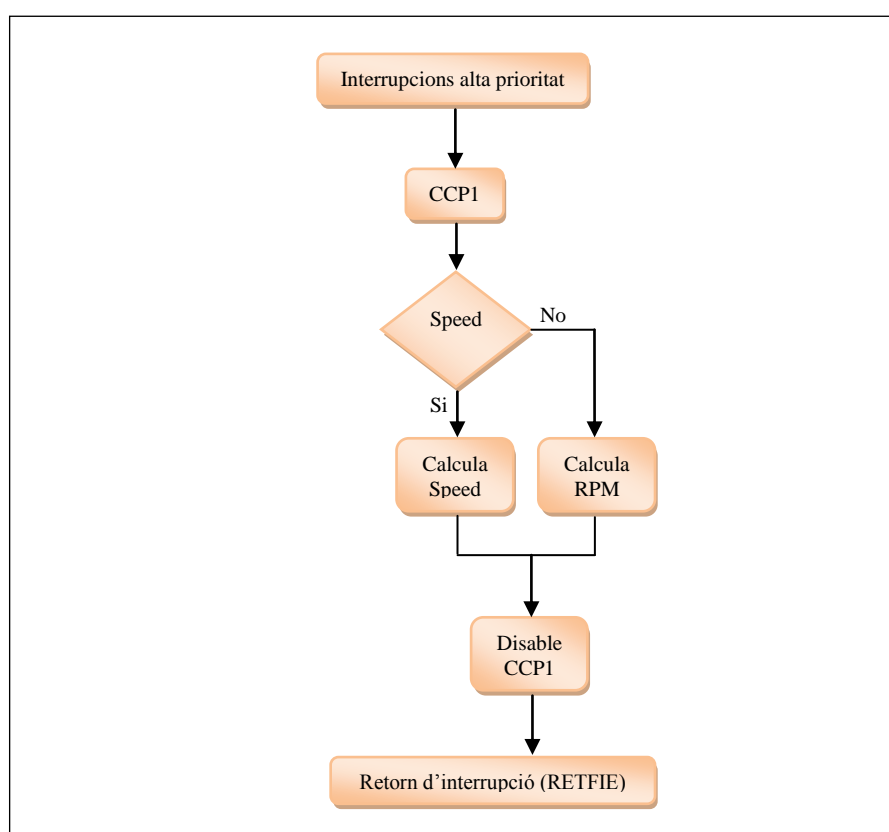 Interrupcions alta prioritat
CCP1
Speed
No
Si
Calcula
Speed
Calcula
RPM
Disable
CCP1
Retorn d’interrupció (RETFIE)